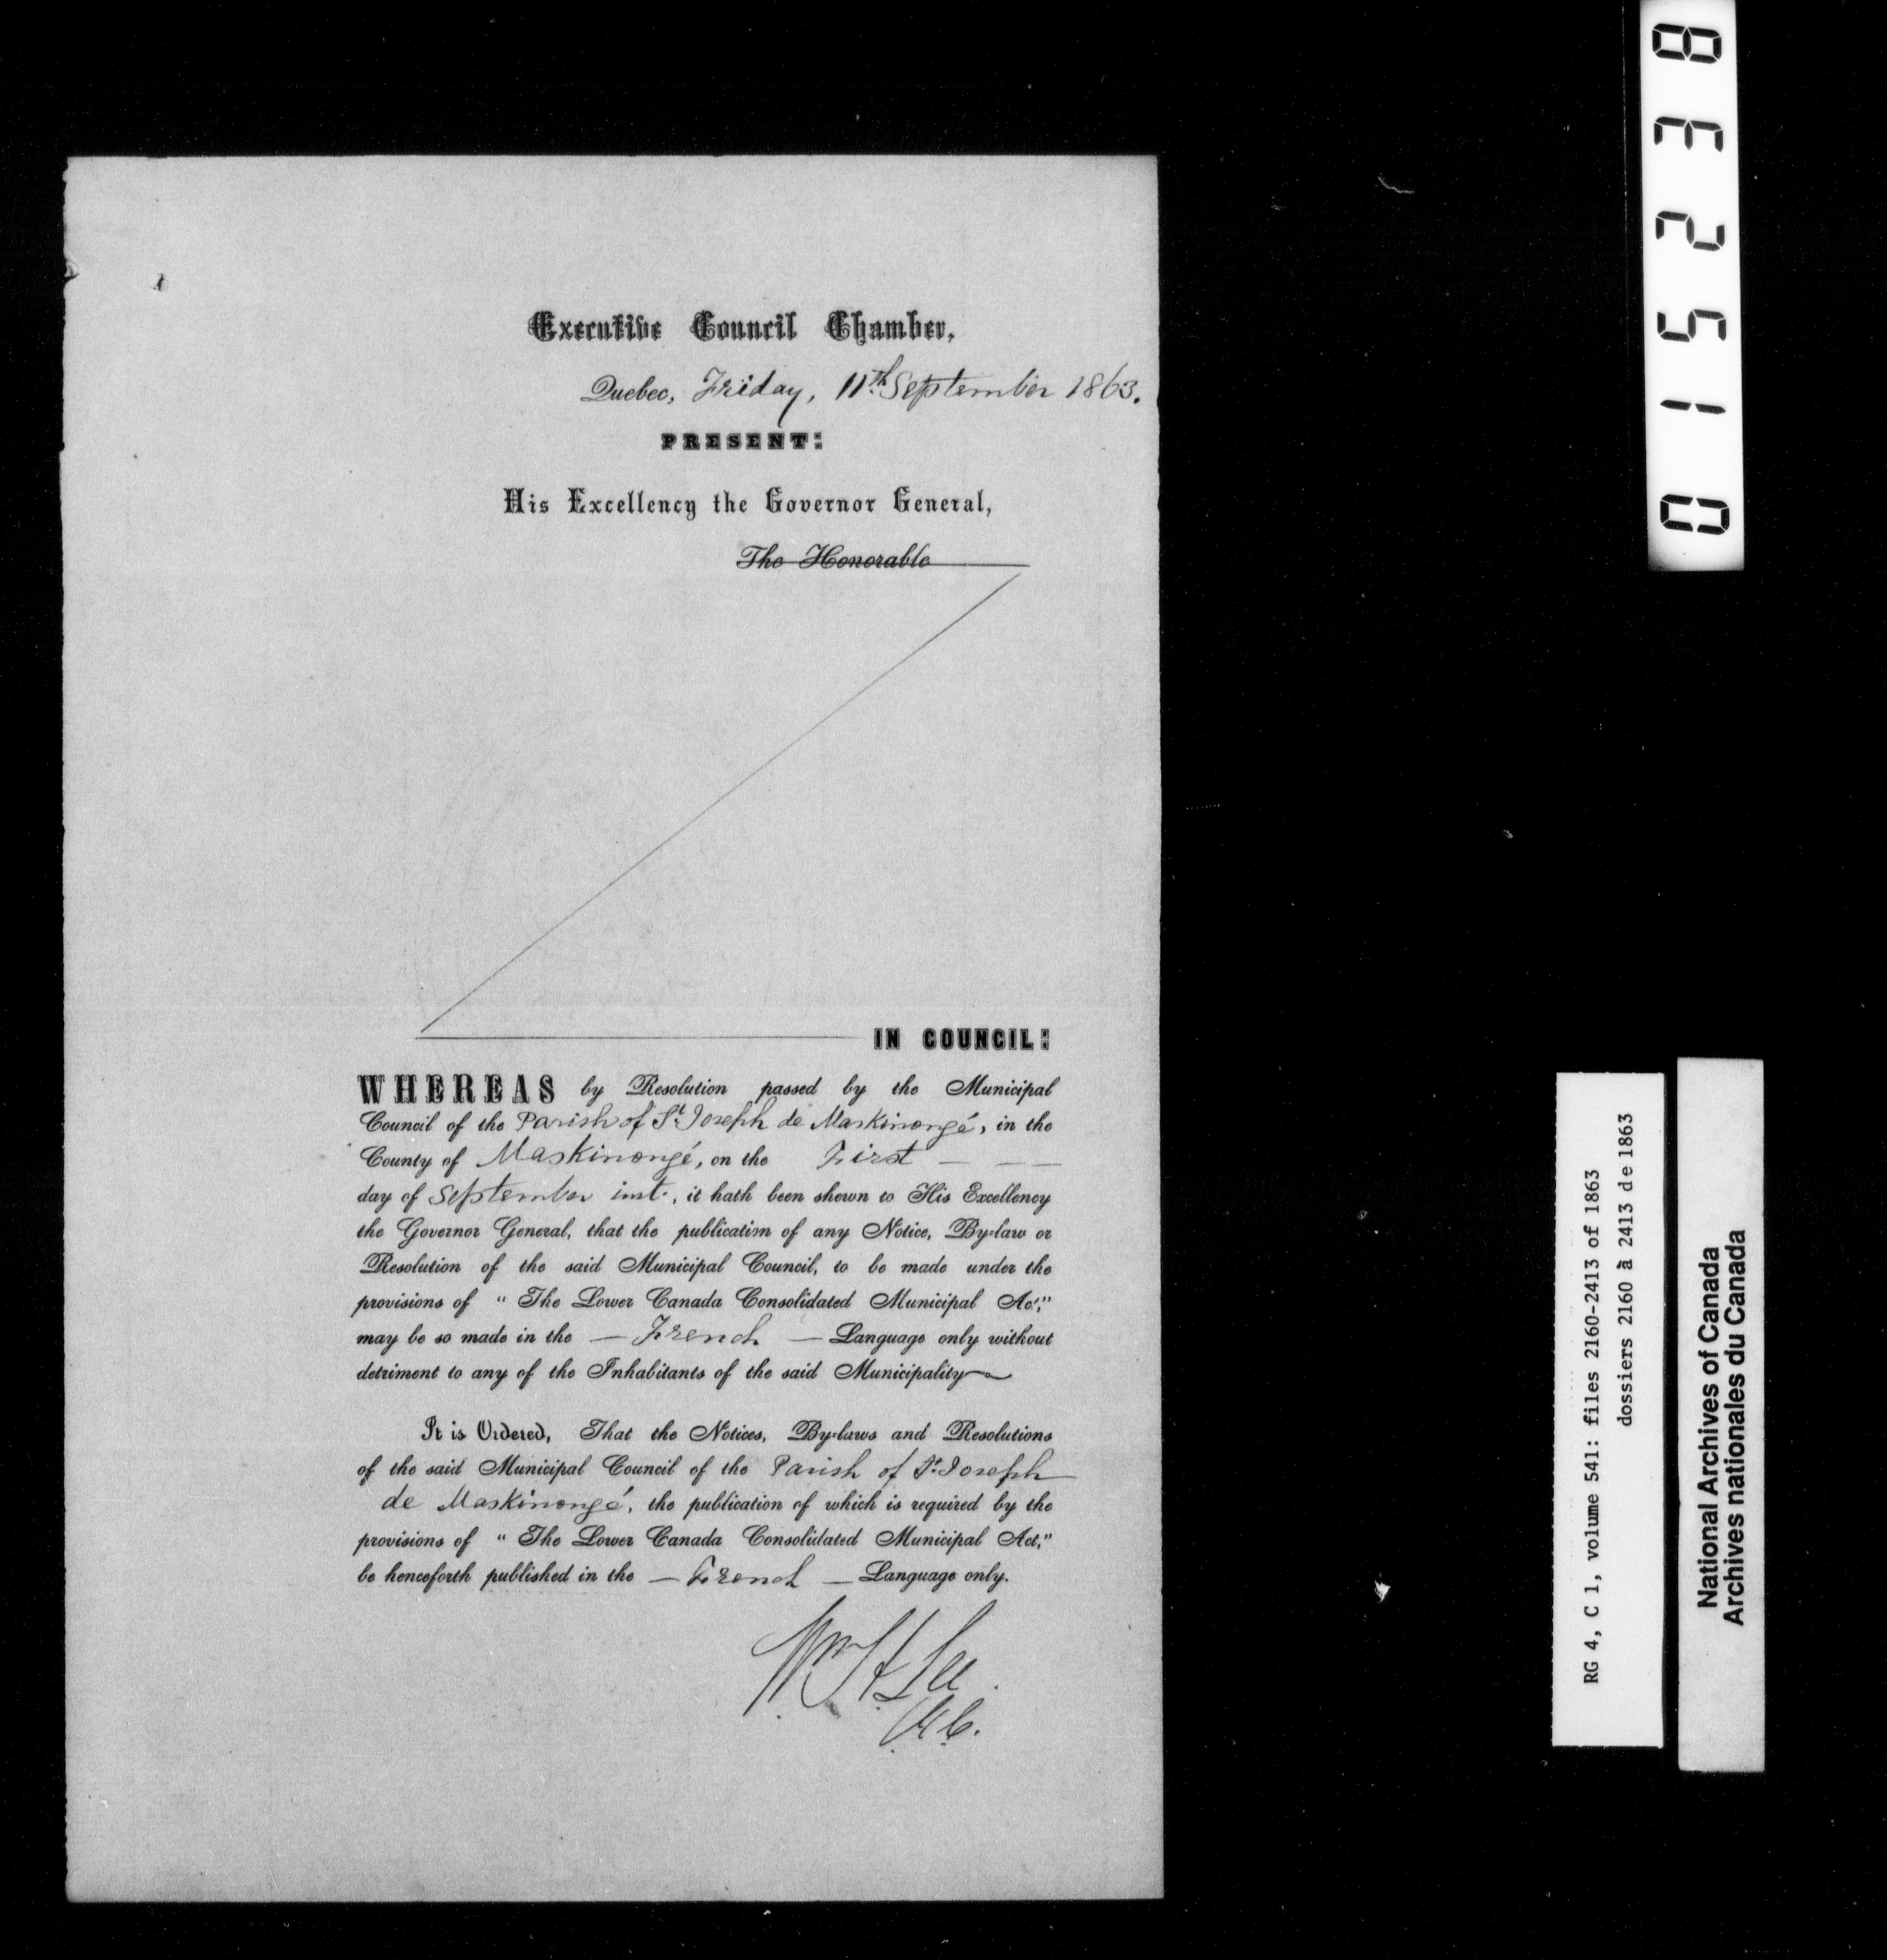 Executive Council Chamber,
Quebec, Friday, 11th September 1863.
PRESENT:
His Excellency the Governor General,
The Honorable
IN COUNCIL:
WHEREAS by Resolution passed by the Municipal
Council of the Parish of St. Joseph de Maskinongé, in the
County of Maskinongé, on the First — — —
day of September inst., it hath been shewn to His Excellency
the Governor General, that the publication of any Notice, By-law or
Resolution of the said Municipal Council, to be made under the
provisions of "The Lower Canada Consolidated Municipal Act,"
may be so made in the — French — Language only without
detriment to any of the Inhabitants of the said Municipality
It is Ordered, That the Notices, By-laws and Resolutions
of the said Municipal Council of the Parish of St. Joseph
de Maskinongé, the publication of which is required by the
provisions of "The Lower Canada Consolidated Municipal Act,"
be henceforth published in the — French — Language only.
Wm H Lee
015238
RG 4, C 1, volume 541: files 2160-2413 of 1863
dossiers 2160 à 2413 de 1863
National Archives of Canada
Archives nationales du Canada